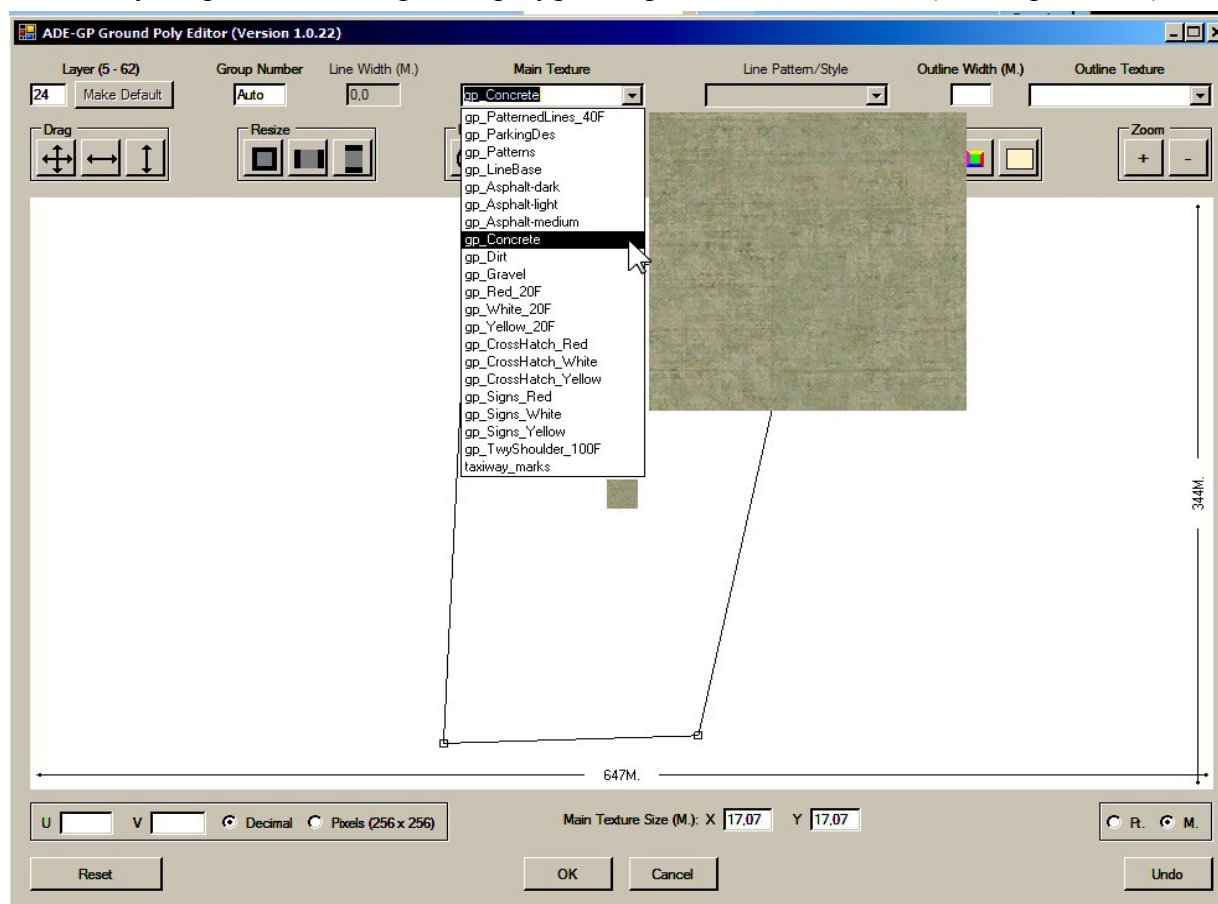 ADE-GP Ground Poly Editor (Version 1.0.22)
Layer (5 - 62) Group Number Line Width (M.) Main Texture Line Pattern/Style Outline Width (M.) Outline Texture
24 Make Default Auto 0,0 gp_Concrete
Drag Resize Zoom
+ -
gp_PatternedLines_40F
gp_ParkingDes
gp_Patterns
gp_LineBase
gp_Asphalt-dark
gp_Asphalt-light
gp_Asphalt-medium
gp_Concrete
gp_Dirt
gp_Gravel
gp_Red_20F
gp_White_20F
gp_Yellow_20F
gp_CrossHatch_Red
gp_CrossHatch_White
gp_CrossHatch_Yellow
gp_Signs_Red
gp_Signs_White
gp_Signs_Yellow
gp_TwyShoulder_100F
taxiway_marks
344M.
647M.
U V Decimal Pixels (256 x 256) Main Texture Size (M.): X 17,07 Y 17,07 Ft. M.
Reset OK Cancel Undo